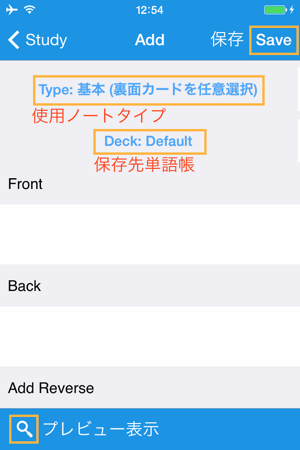 12:54
Study Add 保存 Save
Type: 基本 (裏面カードを任意選択)
使用ノートタイプ
Deck: Default
保存先単語帳
Front
Back
Add Reverse
プレビュー表示